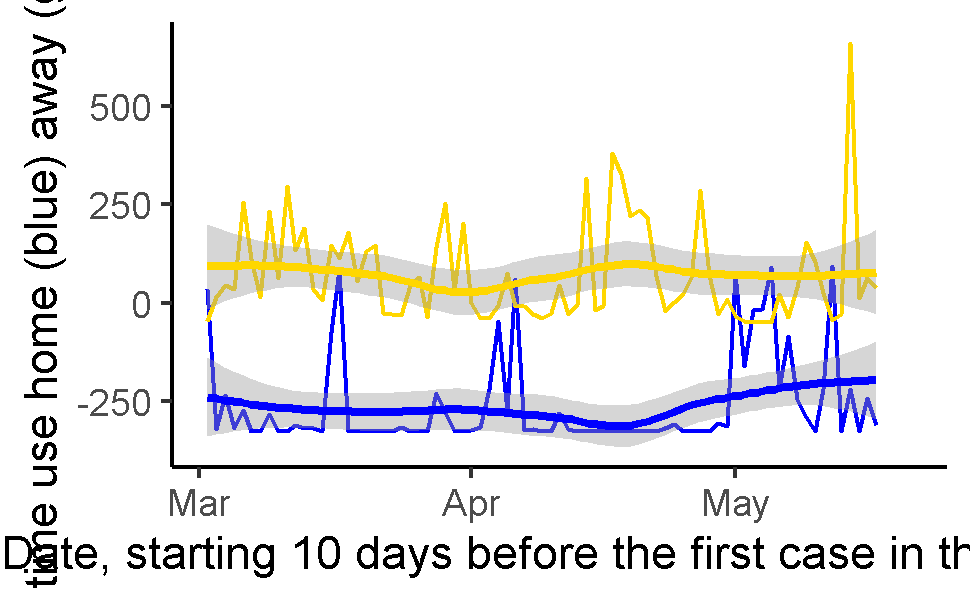 time use home (blue) away (
500
250
0
-250
Mar Apr May
Date, starting 10 days before the first case in th